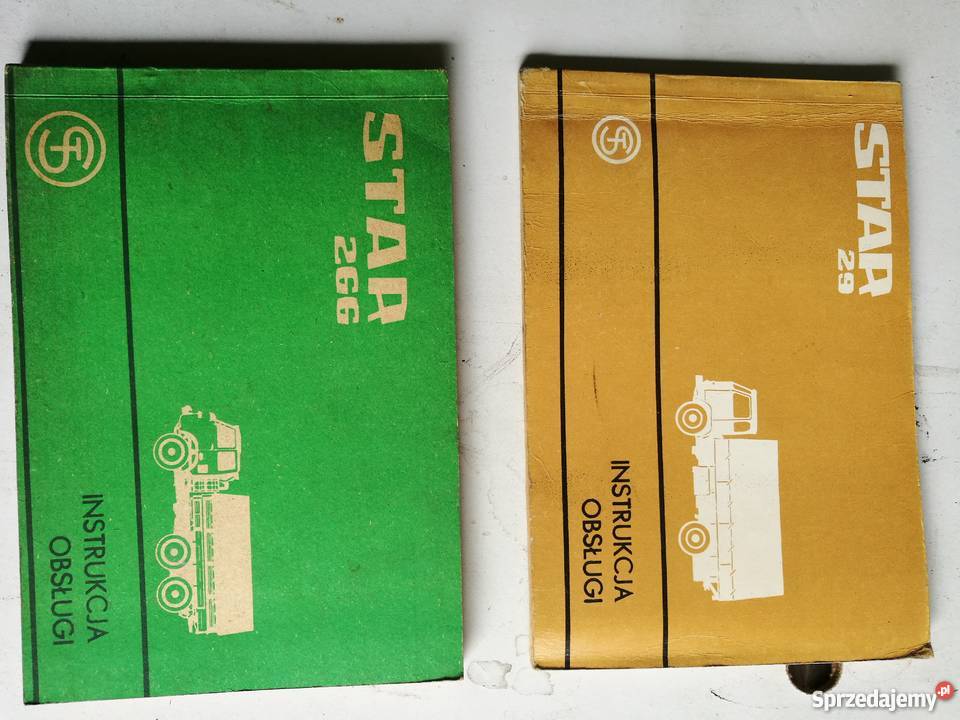 STAR
266
INSTRUKCJA
OBSŁUGI
STAR
29
INSTRUKCJA
OBSŁUGI
Sprzedajemy.pl